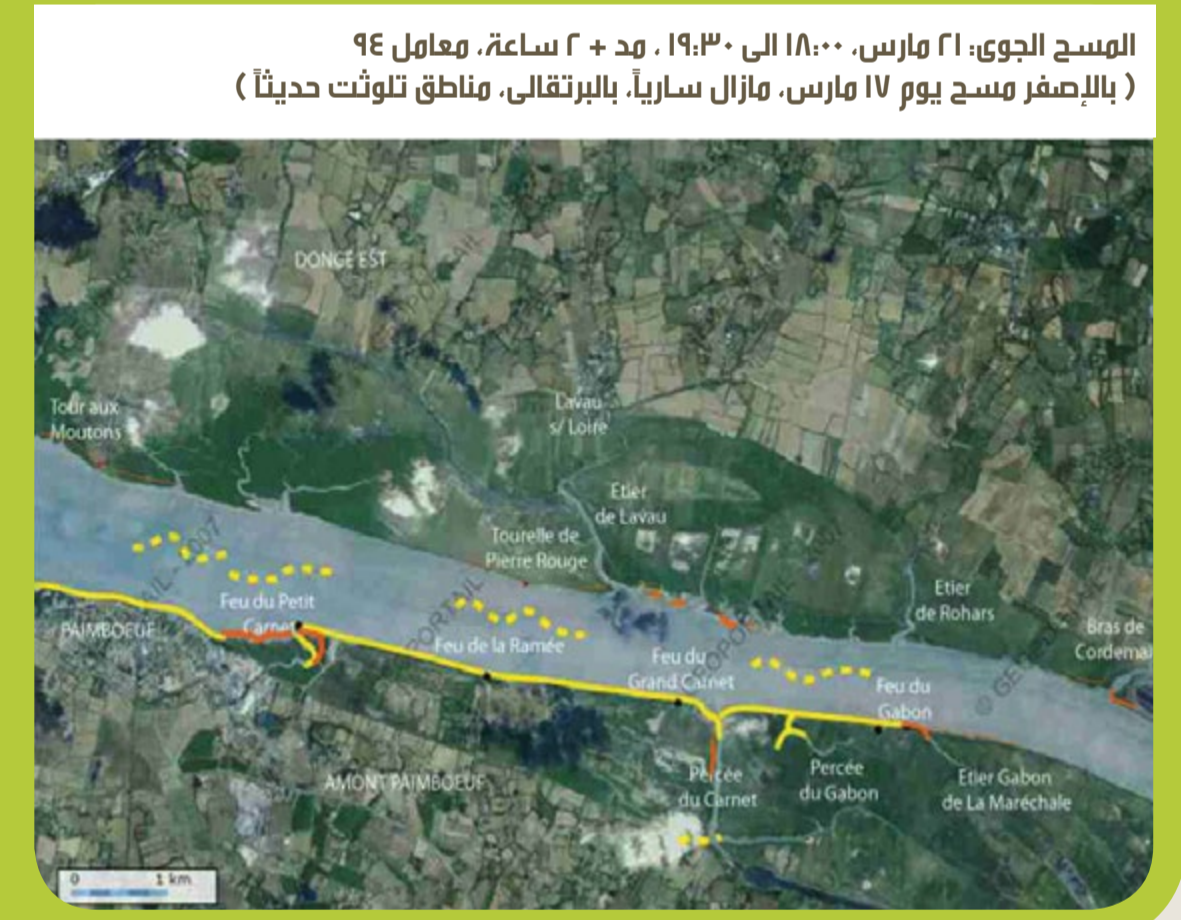 المسح الجوى: ٢١ مارس، ١٨:٠٠ الى ١٩:٣٠ ، مد + ٢ ساعة، معامل ٩٤
( بالإصفر مسح يوم ١٧ مارس، مازال سارياً، بالبرتقالى، مناطق تلوثت حديثاً )
DONGE EST
Tour aux
Moutons
Lavau
s/ Loire
Etier
de Lavau
Tourelle de
Pierre Rouge
Etier
de Rohars
Feu du Petit
Carnet
PAIMBOEUF
Feu de la Ramée
Bras de
Cordemai
Feu du
Grand Carnet
Feu du
Gabon
AMONT PAIMBOEUF
Percée
du Carnet
Percée
du Gabon
Etier Gabon
de La Maréchale
0 1 km